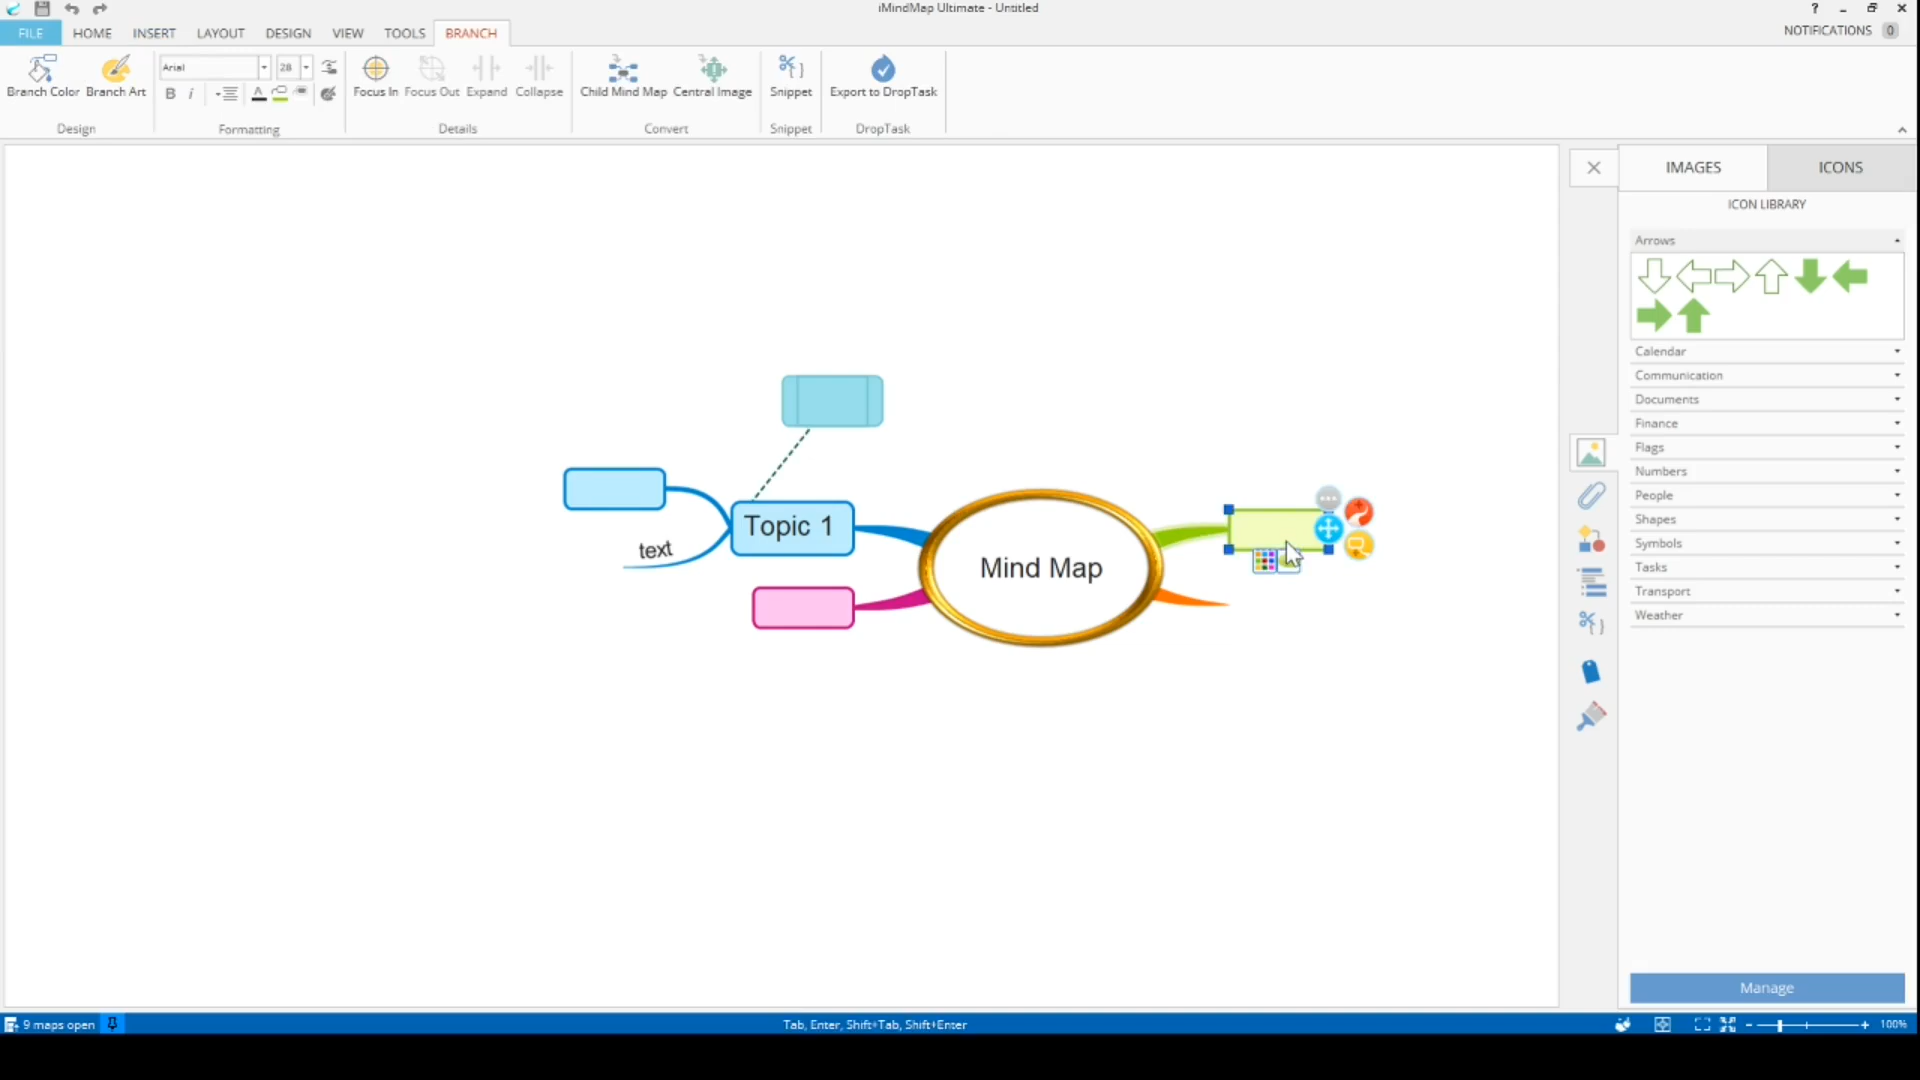 iMindMap Ultimate - Untitled
?
FILE HOME INSERT LAYOUT DESIGN VIEW TOOLS BRANCH NOTIFICATIONS 0
Arial 28
B i A
Branch Color Branch Art Focus In Focus Out Expand Collapse Child Mind Map Central Image Snippet Export to DropTask
Design Formatting Details Convert Snippet DropTask
IMAGES ICONS
ICON LIBRARY
Arrows
Calendar
Communication
Documents
Finance
Flags
Numbers
People
Shapes
Symbols
Tasks
Transport
Weather
Topic 1
text
Mind Map
Manage
9 maps open Tab, Enter, Shift+Tab, Shift+Enter 100%